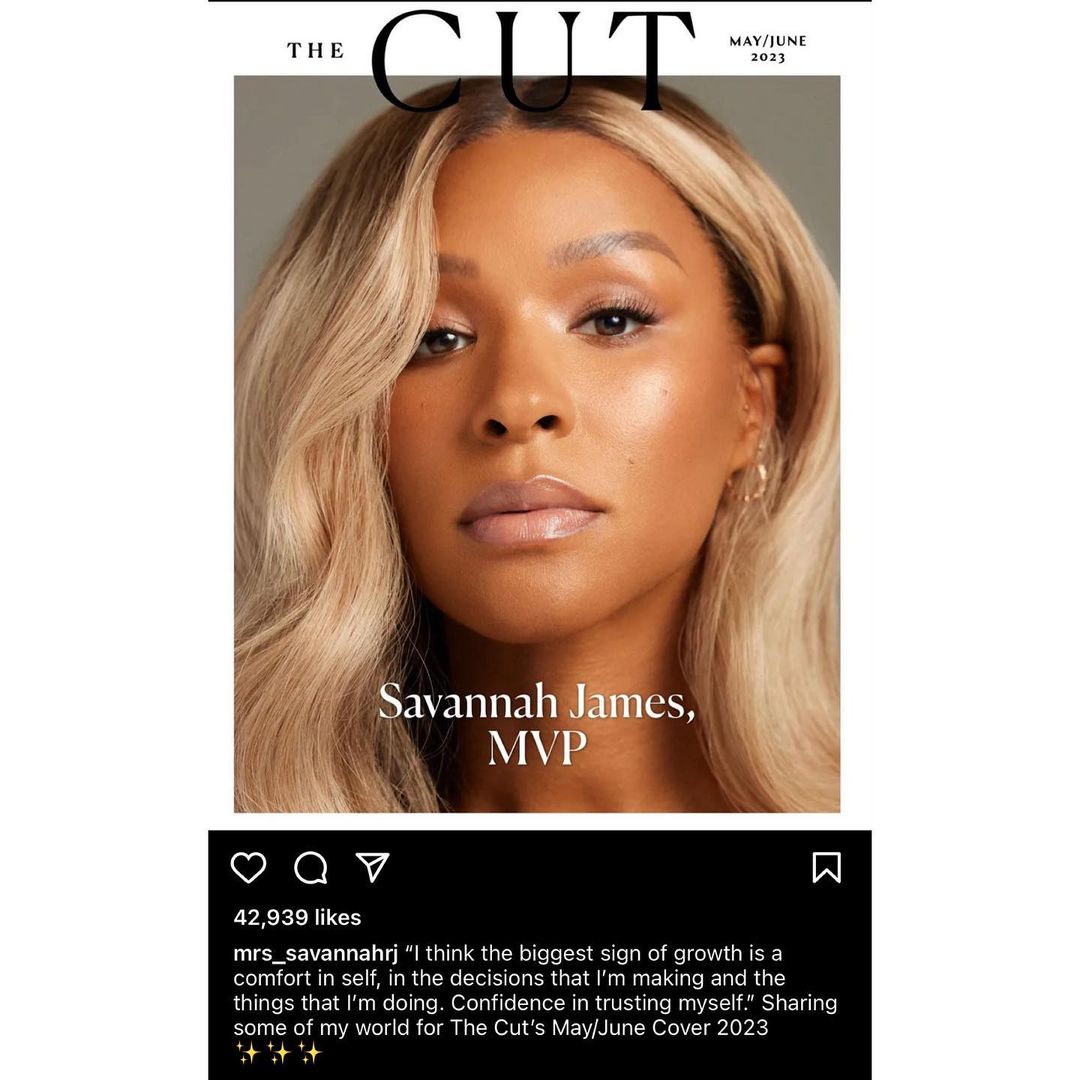 THE CUT MAY/JUNE
2023
Savannah James,
MVP
42,939 likes
mrs_savannahrj “I think the biggest sign of growth is a
comfort in self, in the decisions that I’m making and the
things that I’m doing. Confidence in trusting myself.” Sharing
some of my world for The Cut’s May/June Cover 2023
✨✨✨